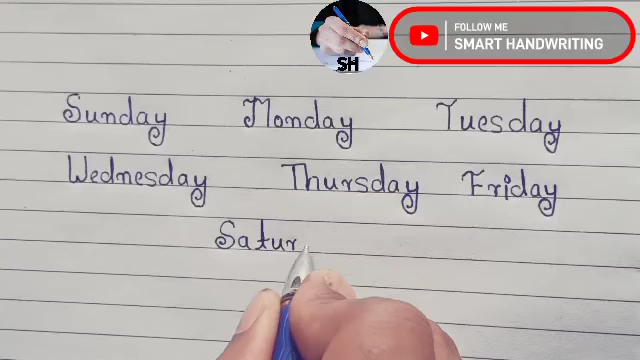 FOLLOW ME
SMART HANDWRITING
SH
Sunday Monday Tuesday
Wednesday Thursday Friday
Satur